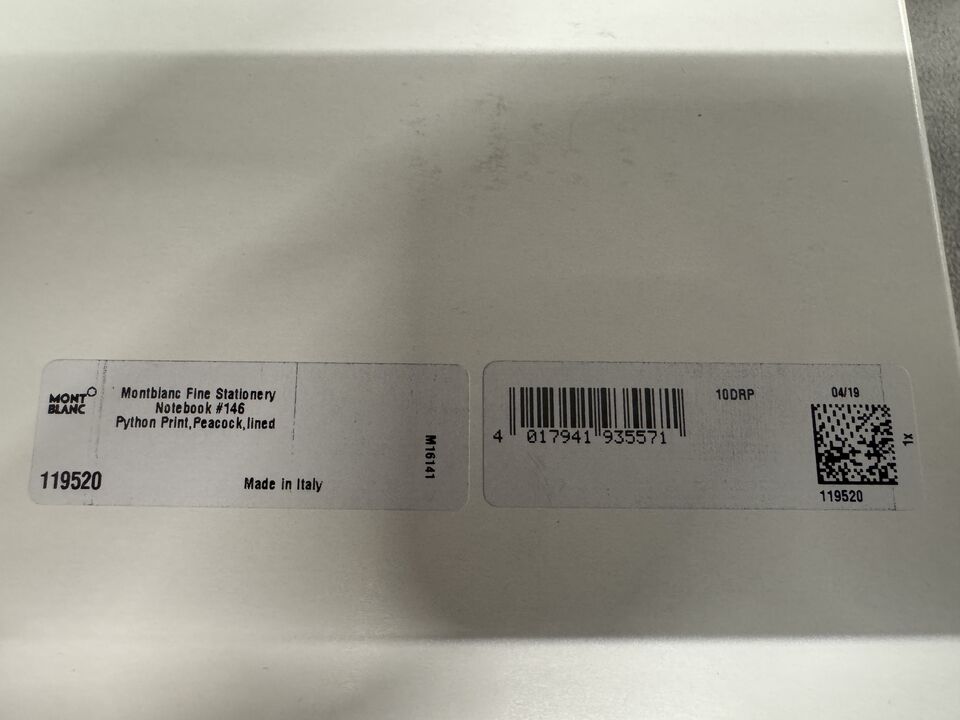 MONT
BLANC
Montblanc Fine Stationery
Notebook #146
Python Print,Peacock,lined
119520
Made in Italy
M16141
4 017941 935571
10DRP
04/19
1x
119520